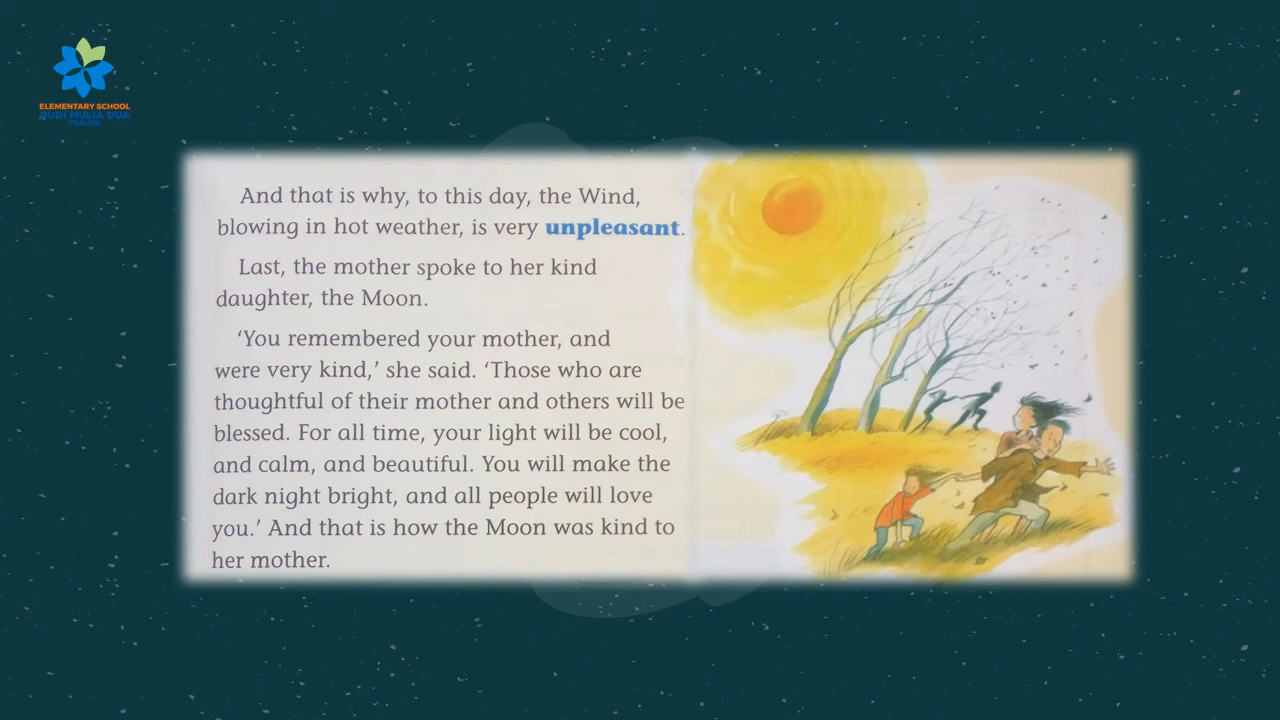 ELEMENTARY SCHOOL
BUDI MULIA DUA
PANJEN
And that is why, to this day, the Wind,
blowing in hot weather, is very unpleasant.
Last, the mother spoke to her kind
daughter, the Moon.
‘You remembered your mother, and
were very kind,’ she said. ‘Those who are
thoughtful of their mother and others will be
blessed. For all time, your light will be cool,
and calm, and beautiful. You will make the
dark night bright, and all people will love
you.’ And that is how the Moon was kind to
her mother.